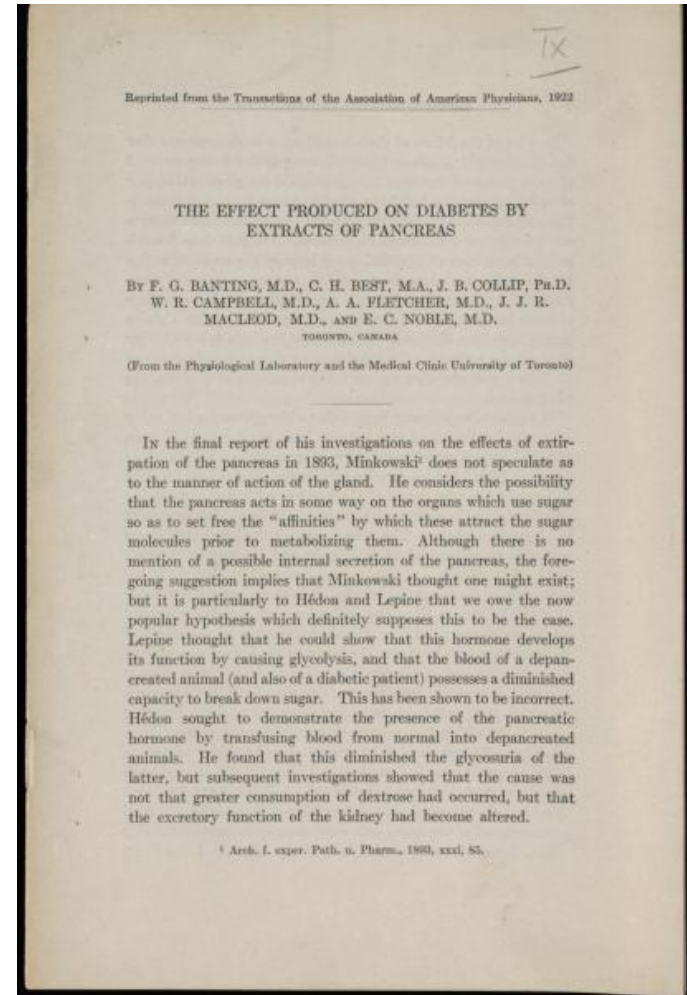 IX
Reprinted from the Transactions of the Association of American Physicians, 1922
THE EFFECT PRODUCED ON DIABETES BY
EXTRACTS OF PANCREAS
By F. G. BANTING, M.D., C. H. BEST, M.A., J. B. COLLIP, Ph.D.
W. R. CAMPBELL, M.D., A. A. FLETCHER, M.D., J. J. R.
MACLEOD, M.D., AND E. C. NOBLE, M.D.
TORONTO, CANADA
(From the Physiological Laboratory and the Medical Clinic University of Toronto)
In the final report of his investigations on the effects of extir-
pation of the pancreas in 1893, Minkowski¹ does not speculate as
to the manner of action of the gland. He considers the possibility
that the pancreas acts in some way on the organs which use sugar
so as to set free the “affinities” by which these attract the sugar
molecules prior to metabolizing them. Although there is no
mention of a possible internal secretion of the pancreas, the fore-
going suggestion implies that Minkowski thought one might exist;
but it is particularly to Hédon and Lepine that we owe the now
popular hypothesis which definitely supposes this to be the case.
Lepine thought that he could show that this hormone develops
its function by causing glycolysis, and that the blood of a depan-
created animal (and also of a diabetic patient) possesses a diminished
capacity to break down sugar. This has been shown to be incorrect.
Hédon sought to demonstrate the presence of the pancreatic
hormone by transfusing blood from normal into depancreated
animals. He found that this diminished the glycosuria of the
latter, but subsequent investigations showed that the cause was
not that greater consumption of dextrose had occurred, but that
the excretory function of the kidney had become altered.
¹ Arch. f. exper. Path. u. Pharm., 1893, xxxi, 85.